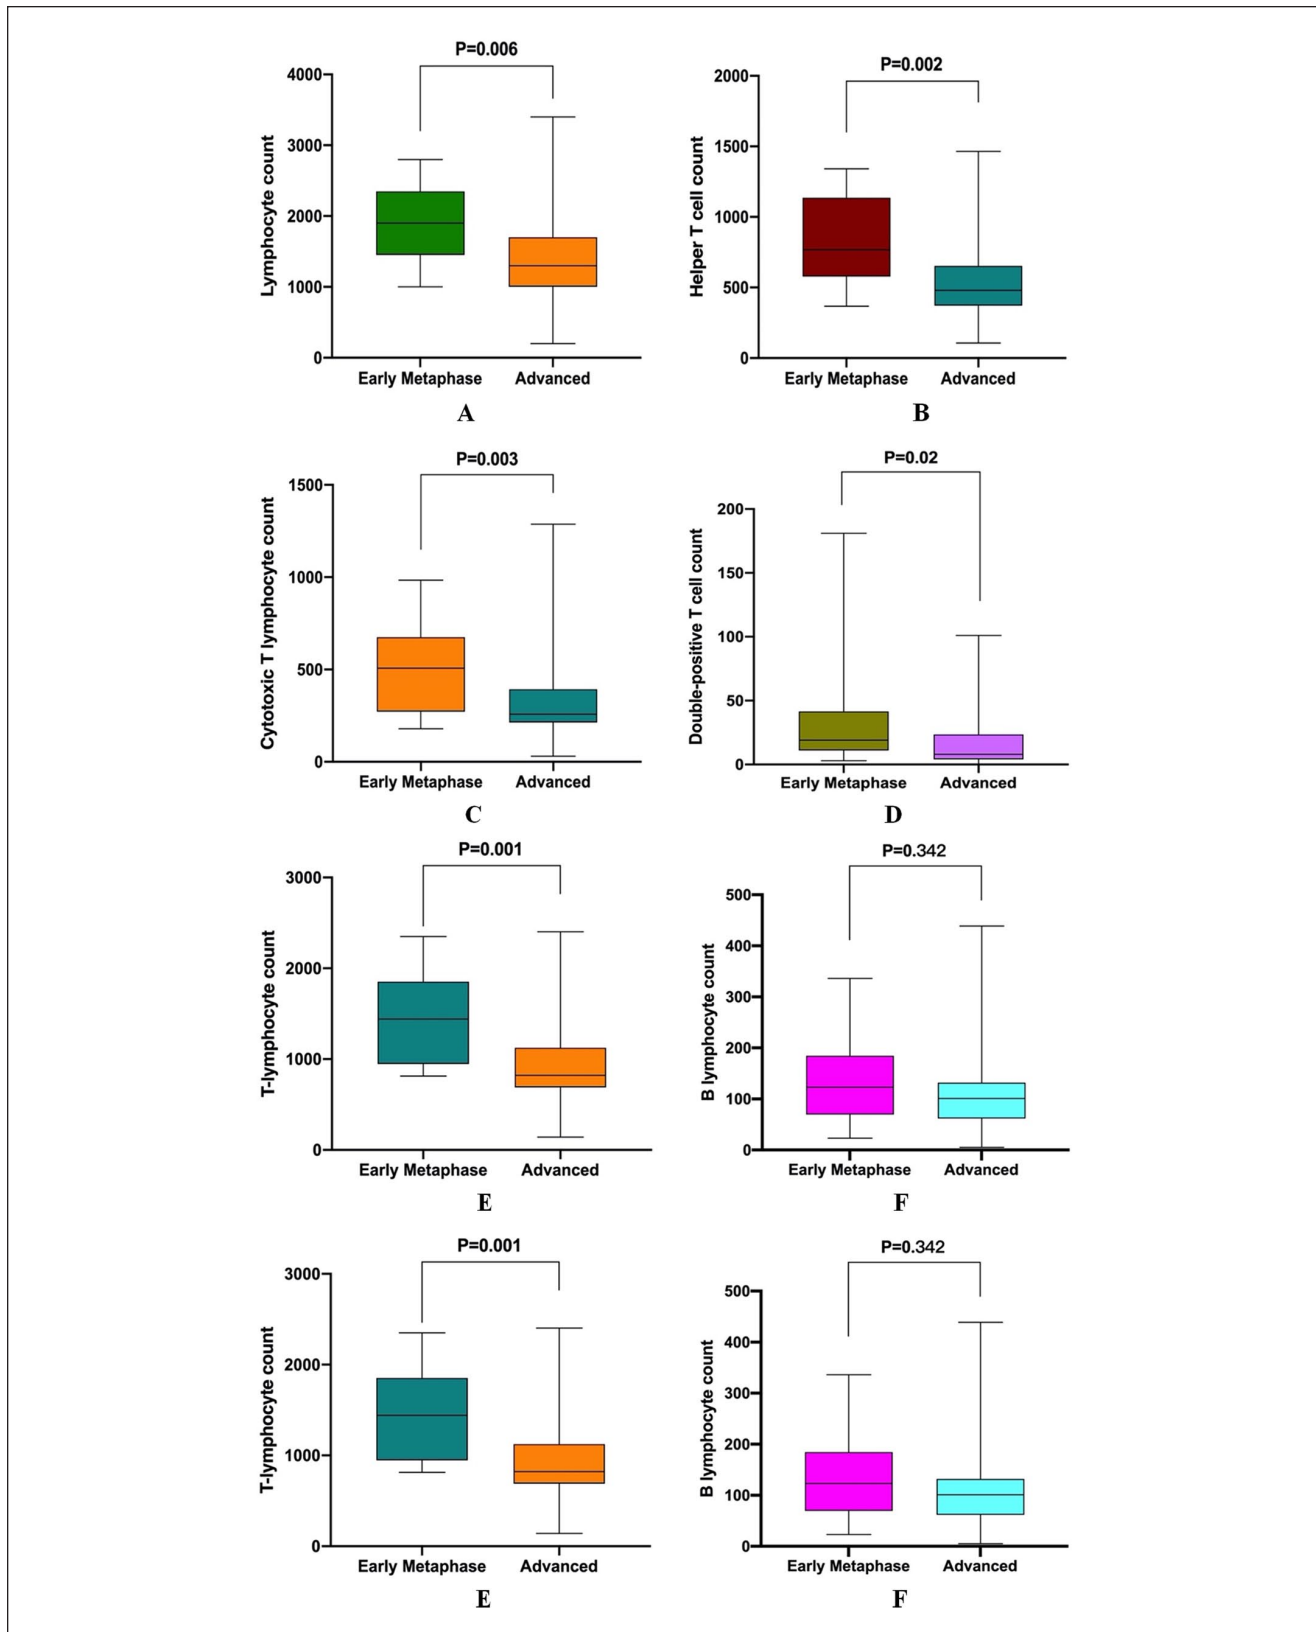 P=0.006
Lymphocyte count
4000
3000
2000
1000
0
Early Metaphase Advanced
A
P=0.002
Helper T cell count
2000
1500
1000
500
0
Early Metaphase Advanced
B
P=0.003
Cytotoxic T lymphocyte count
1500
1000
500
0
Early Metaphase Advanced
C
P=0.02
Double-positive T cell count
200
150
100
50
0
Early Metaphase Advanced
D
P=0.001
T-lymphocyte count
3000
2000
1000
0
Early Metaphase Advanced
E
P=0.342
B lymphocyte count
500
400
300
200
100
0
Early Metaphase Advanced
F
P=0.001
T-lymphocyte count
3000
2000
1000
0
Early Metaphase Advanced
E
P=0.342
B lymphocyte count
500
400
300
200
100
0
Early Metaphase Advanced
F